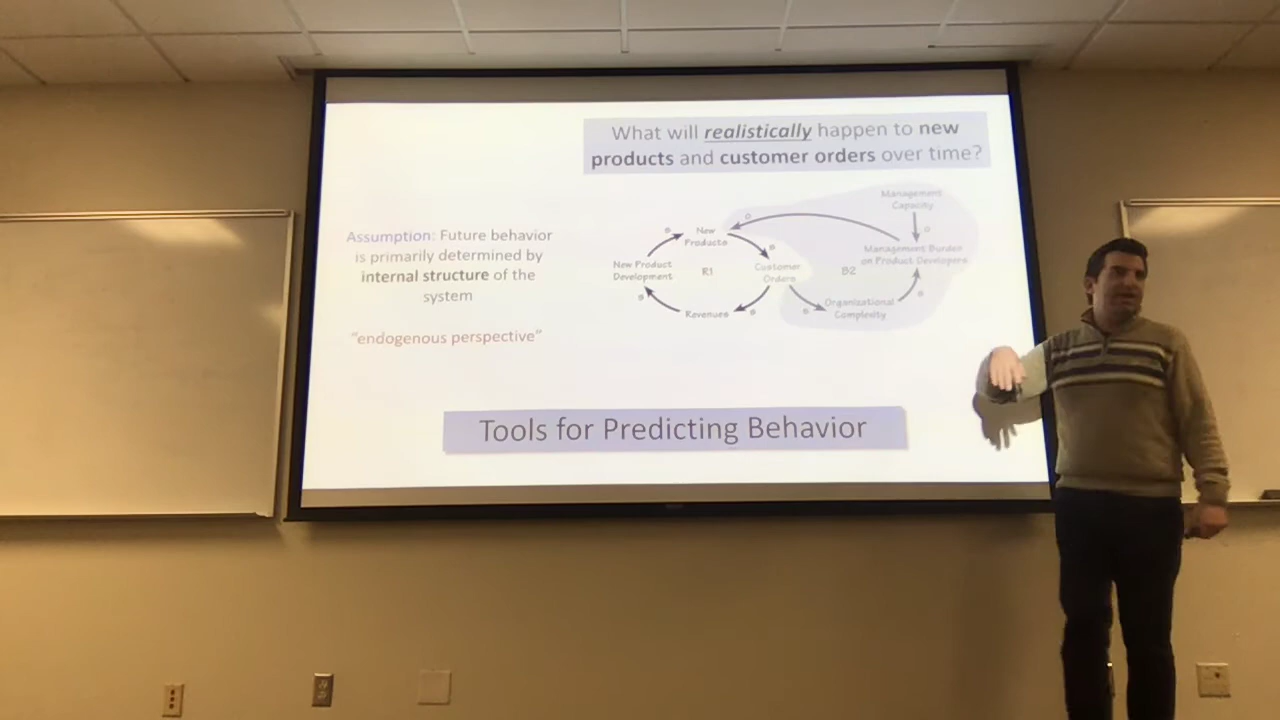 What will realistically happen to new
products and customer orders over time?
Assumption: Future behavior
is primarily determined by
internal structure of the
system
"endogenous perspective"
Management
Capacity
New
Products
Management Burden
on Product Developers
New Product
Development
R1
Customer
Orders
B2
Organizational
Complexity
Revenues
Tools for Predicting Behavior